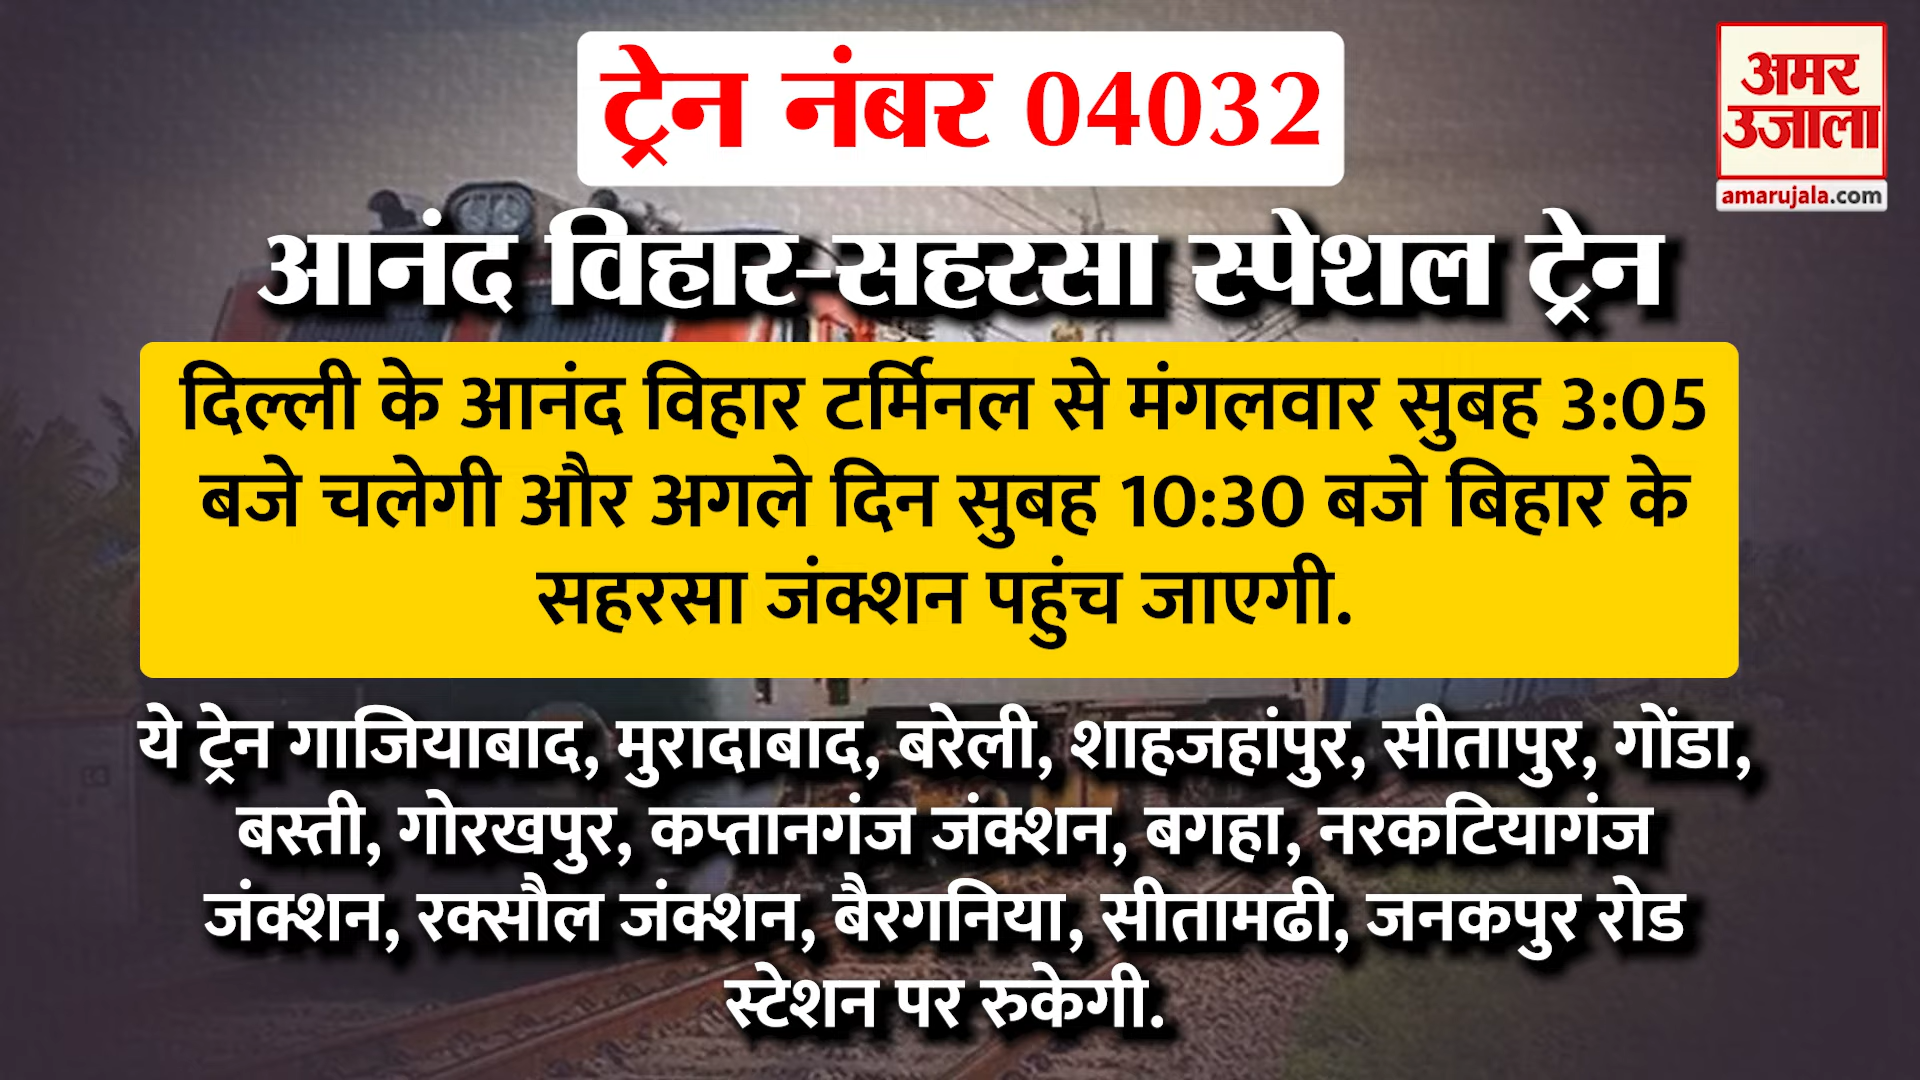 ट्रेन नंबर 04032
अमर
उजाला
amarujala.com
आनंद विहार-सहरसा स्पेशल ट्रेन
दिल्ली के आनंद विहार टर्मिनल से मंगलवार सुबह 3:05
बजे चलेगी और अगले दिन सुबह 10:30 बजे बिहार के
सहरसा जंक्शन पहुंच जाएगी.
ये ट्रेन गाजियाबाद, मुरादाबाद, बरेली, शाहजहांपुर, सीतापुर, गोंडा,
बस्ती, गोरखपुर, कप्तानगंज जंक्शन, बगहा, नरकटियागंज
जंक्शन, रक्सौल जंक्शन, बैरगनिया, सीतामढी, जनकपुर रोड
स्टेशन पर रुकेगी.